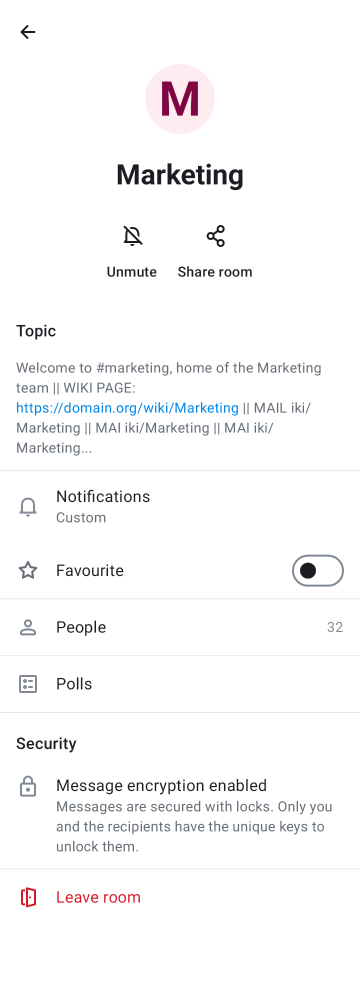 M
Marketing
Unmute
Share room
Topic
Welcome to #marketing, home of the Marketing
team || WIKI PAGE:
https://domain.org/wiki/Marketing || MAIL iki/
Marketing || MAI iki/Marketing || MAI iki/
Marketing...
Notifications
Custom
Favourite
People 32
Polls
Security
Message encryption enabled
Messages are secured with locks. Only you
and the recipients have the unique keys to
unlock them.
Leave room